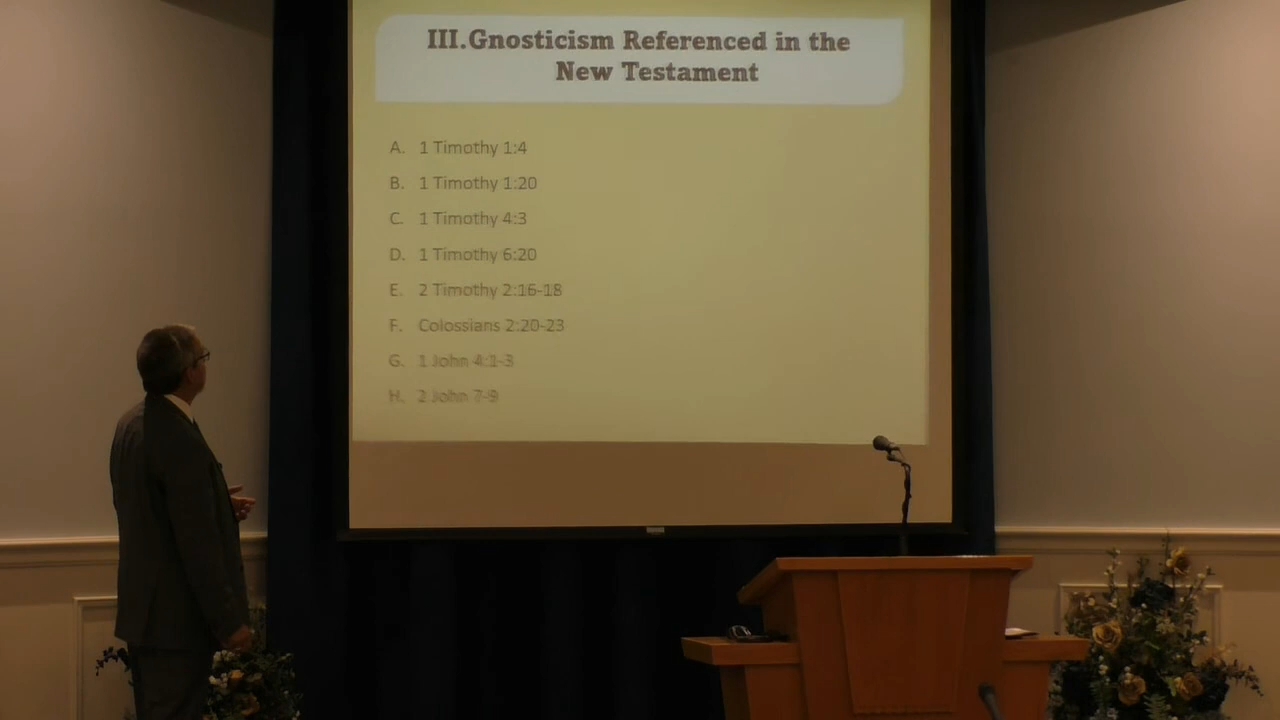 III. Gnosticism Referenced in the
New Testament
A. 1 Timothy 1:4
B. 1 Timothy 1:20
C. 1 Timothy 4:3
D. 1 Timothy 6:20
E. 2 Timothy 2:16-18
F. Colossians 2:20-23
G. 1 John 4:1-3
H. 2 John 7-9